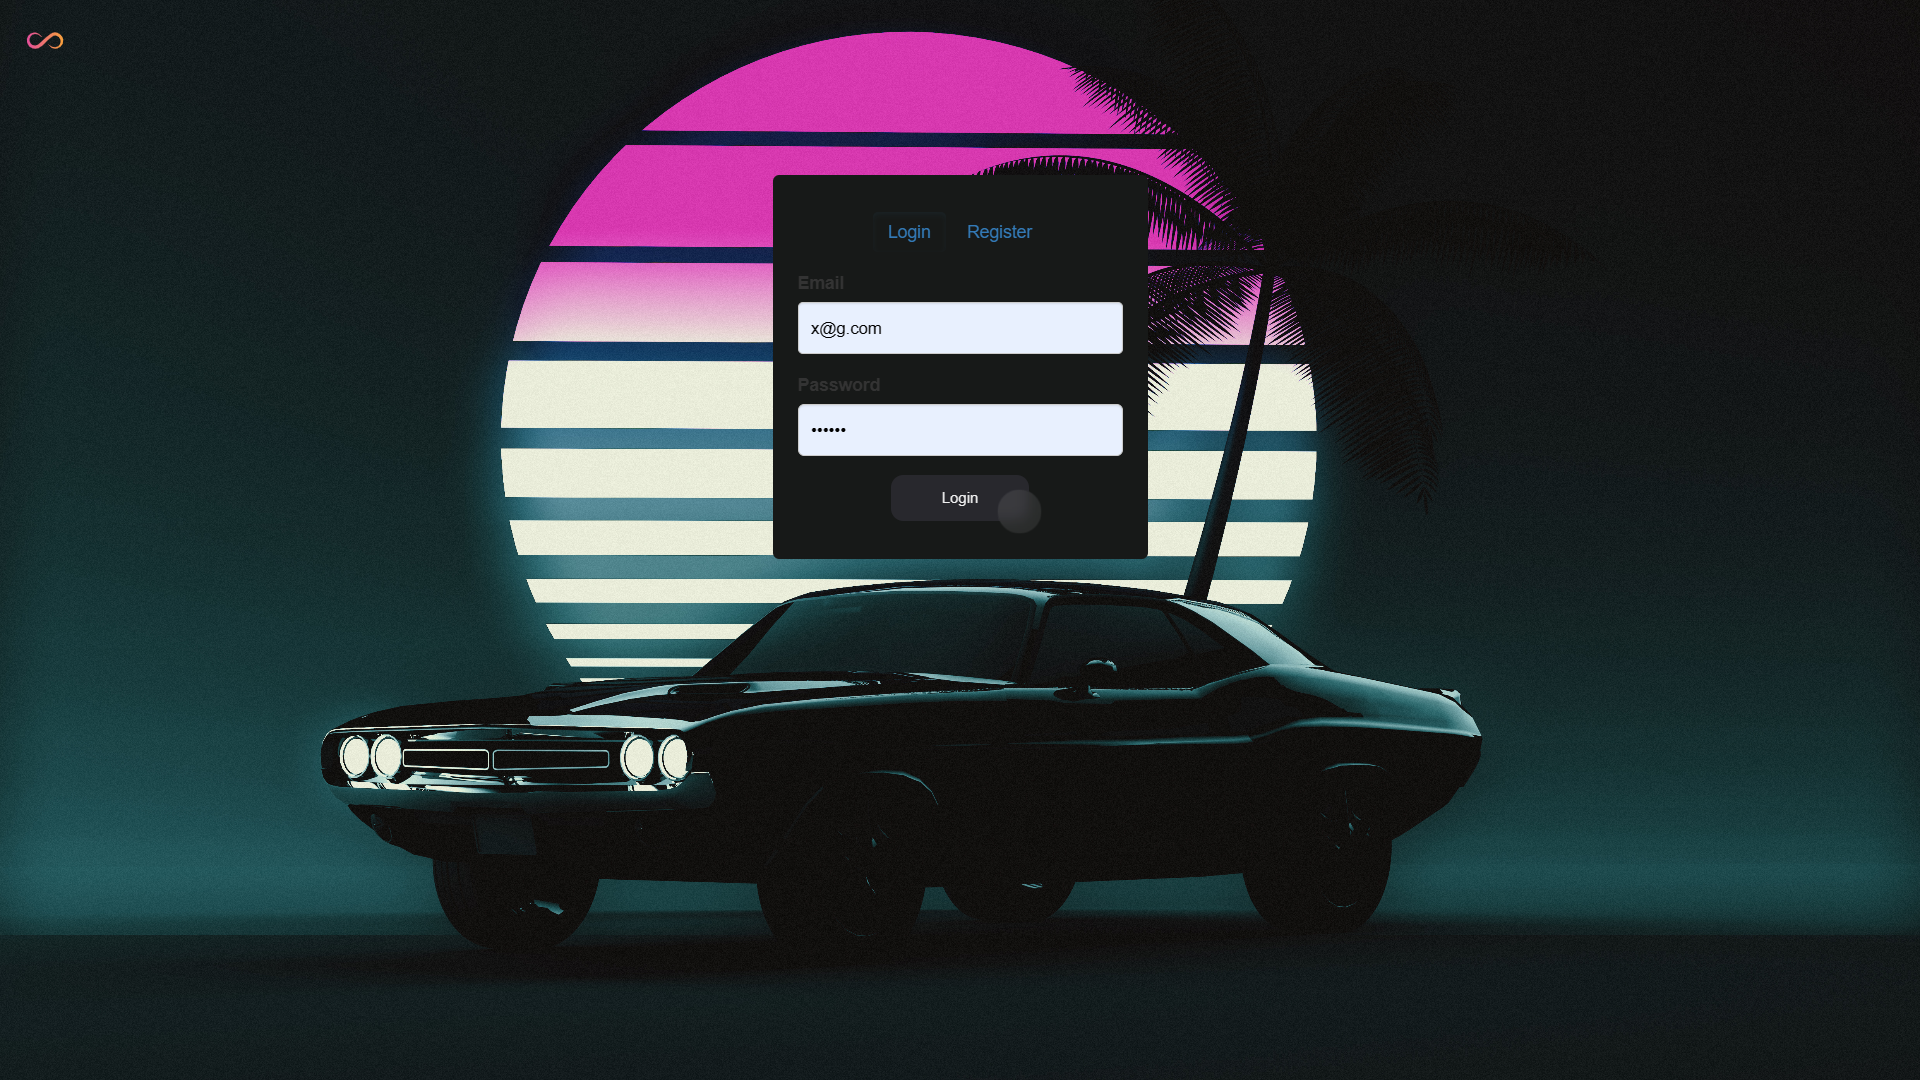 Login Register
Email
x@g.com
Password
••••••
Login